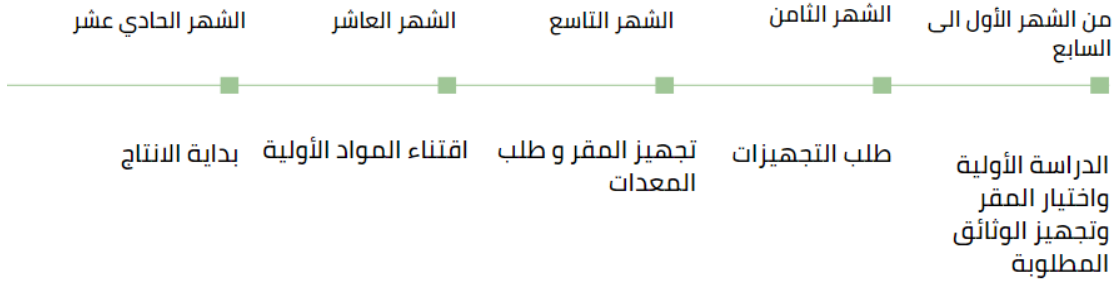 من الشهر الأول الى
السابع
الشهر الثامن
الشهر التاسع
الشهر العاشر
الشهر الحادي عشر
الدراسة الأولية
واختيار المقر
وتجهيز الوثائق
المطلوبة
طلب التجهيزات
تجهيز المقر و طلب
المعدات
اقتناء المواد الأولية
بداية الانتاج